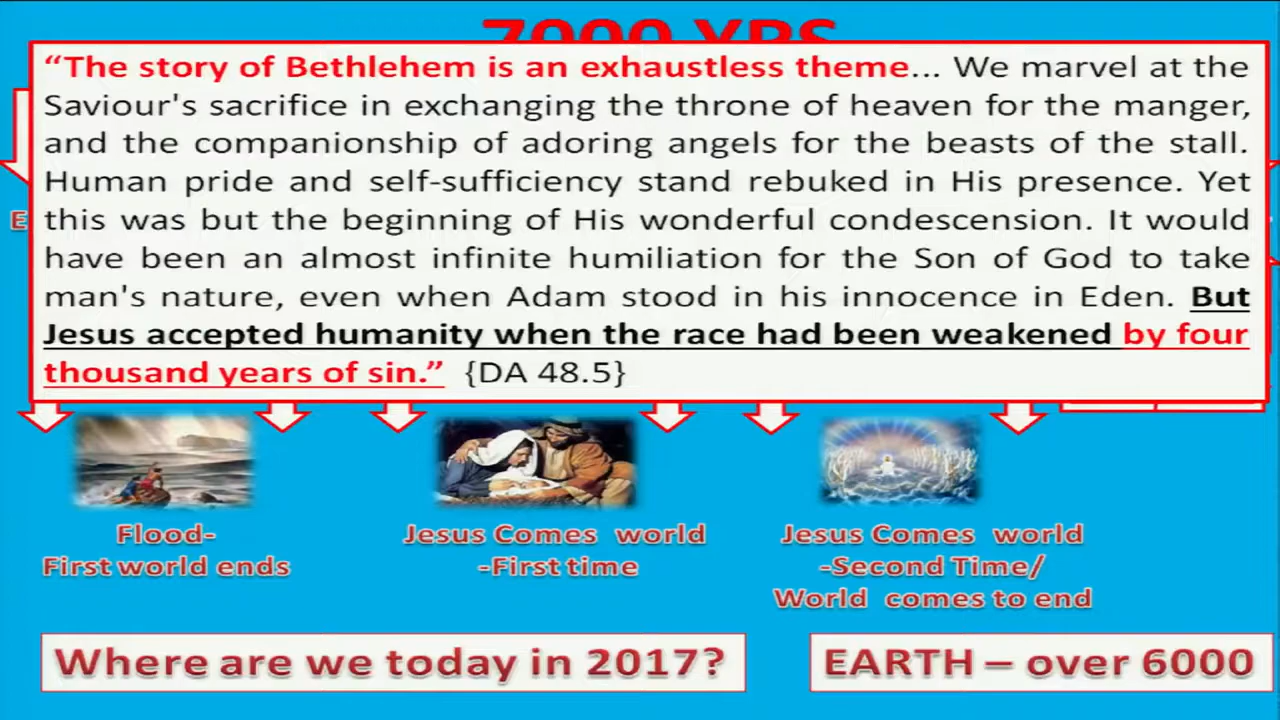 7000 YRS
“The story of Bethlehem is an exhaustless theme... We marvel at the
Saviour's sacrifice in exchanging the throne of heaven for the manger,
and the companionship of adoring angels for the beasts of the stall.
Human pride and self-sufficiency stand rebuked in His presence. Yet
this was but the beginning of His wonderful condescension. It would
have been an almost infinite humiliation for the Son of God to take
man's nature, even when Adam stood in his innocence in Eden. But
Jesus accepted humanity when the race had been weakened by four
thousand years of sin.” {DA 48.5}
Flood-
First world ends
Jesus Comes world
-First time
Jesus Comes world
-Second Time/
World comes to end
Where are we today in 2017?
EARTH – over 6000